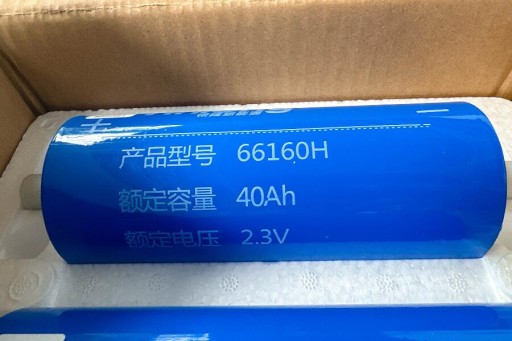 产品型号 66160H
额定容量 40Ah
额定电压 2.3V